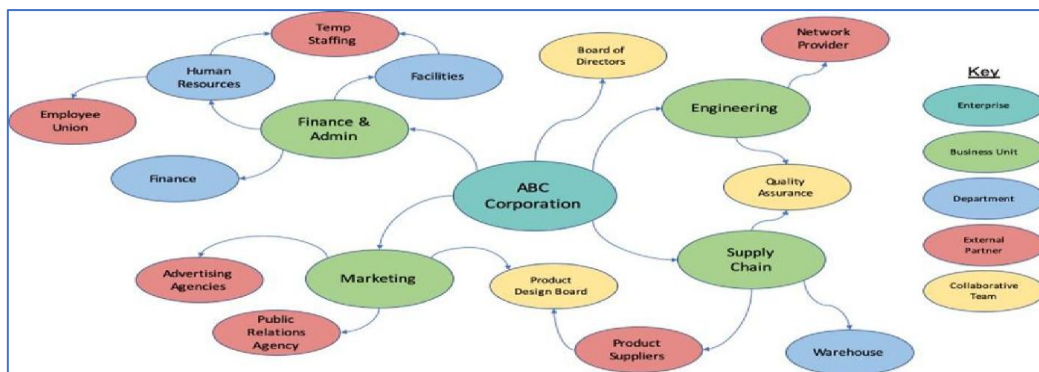 Temp
Staffing
Human
Resources
Facilities
Employee
Union
Finance &
Admin
Finance
Board of
Directors
Network
Provider
Engineering
ABC
Corporation
Quality
Assurance
Supply
Chain
Advertising
Agencies
Marketing
Public
Relations
Agency
Product
Design Board
Product
Suppliers
Warehouse
Key
Enterprise
Business Unit
Department
External
Partner
Collaborative
Team